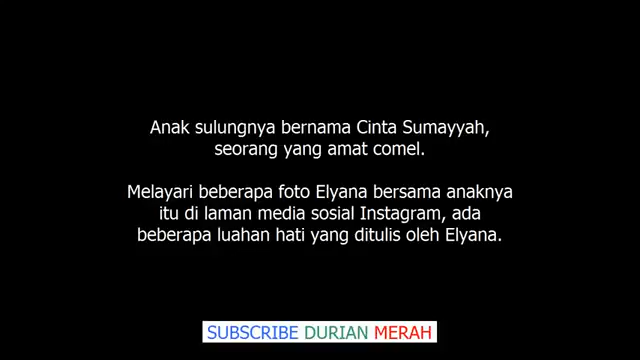 Anak sulungnya bernama Cinta Sumayyah,
seorang yang amat comel.
Melayari beberapa foto Elyana bersama anaknya
itu di laman media sosial Instagram, ada
beberapa luahan hati yang ditulis oleh Elyana.
SUBSCRIBE DURIAN MERAH